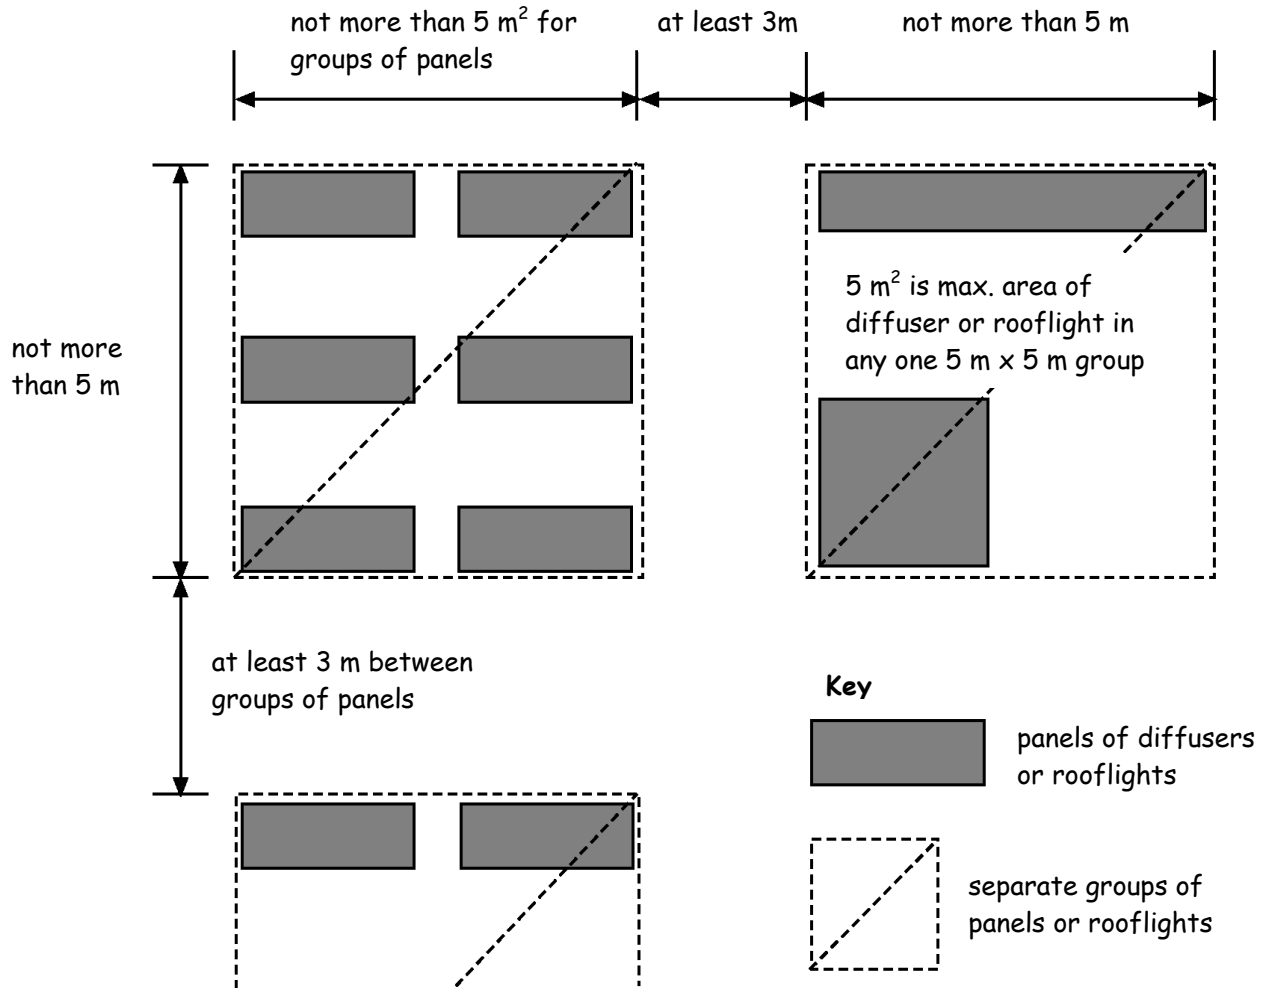 not more than 5 m² for
groups of panels
at least 3m
not more than 5 m
not more
than 5 m
5 m² is max. area of
diffuser or rooflight in
any one 5 m x 5 m group
at least 3 m between
groups of panels
Key
panels of diffusers
or rooflights
separate groups of
panels or rooflights